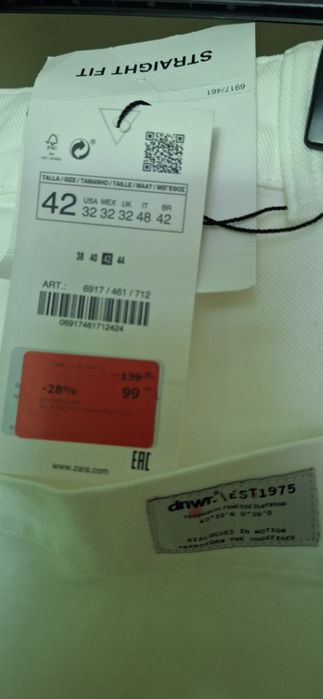 STRAIGHT FIT
6917/461
FSC
TALLA / SIZE / TAMANHO / TAILLE / MAAT / ΜΕΓΕΘΟΣ
42
USA MEX UK IT BR
32 32 32 48 42
38 40 42 44
ART.: 6917 / 461 / 712
06917461712424
139
-28%
99
www.zara.com
EAC
dnwr. \EST1975
DIALOGUES IN MOTION
TRANSFORM THE UNDEFINED